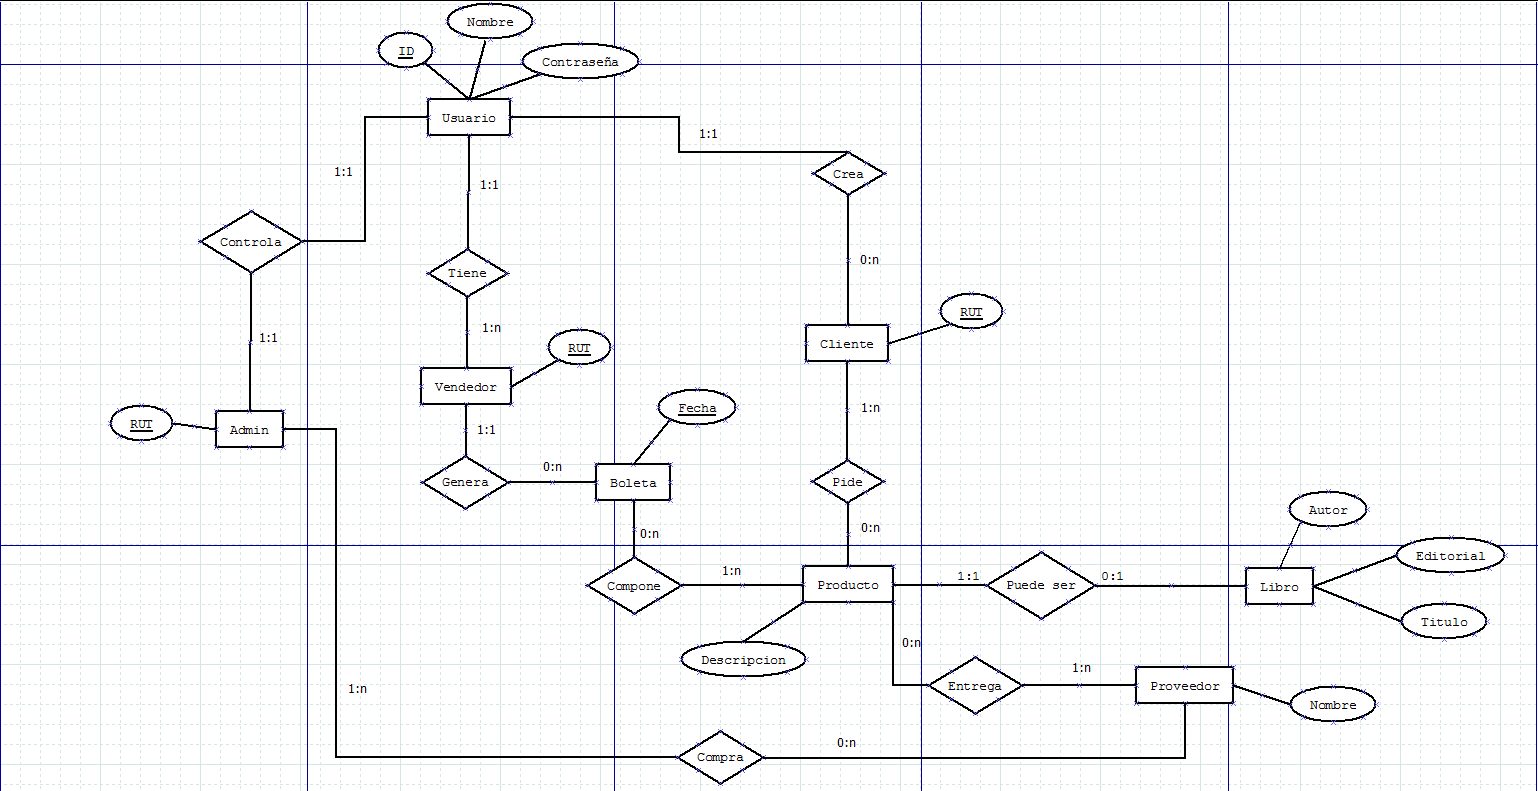 Nombre
ID
Contraseña
Usuario
1:1
1:1
Crea
1:1
Controla
0:n
Tiene
RUT
1:n
1:1
Cliente
RUT
Vendedor
Fecha
1:n
RUT
Admin
1:1
0:n
Genera
Boleta
Pide
Autor
0:n
0:n
Editorial
1:n
1:1
0:1
Compone
Producto
Puede ser
Libro
Titulo
0:n
Descripcion
1:n
Entrega
Proveedor
1:n
Nombre
0:n
Compra